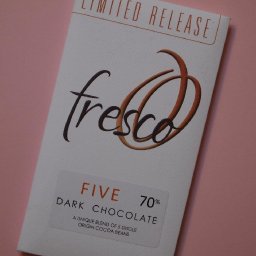 LIMITED RELEASE
fresco
FIVE 70%
DARK CHOCOLATE
A UNIQUE BLEND OF 5 SINGLE
ORIGIN COCOA BEANS